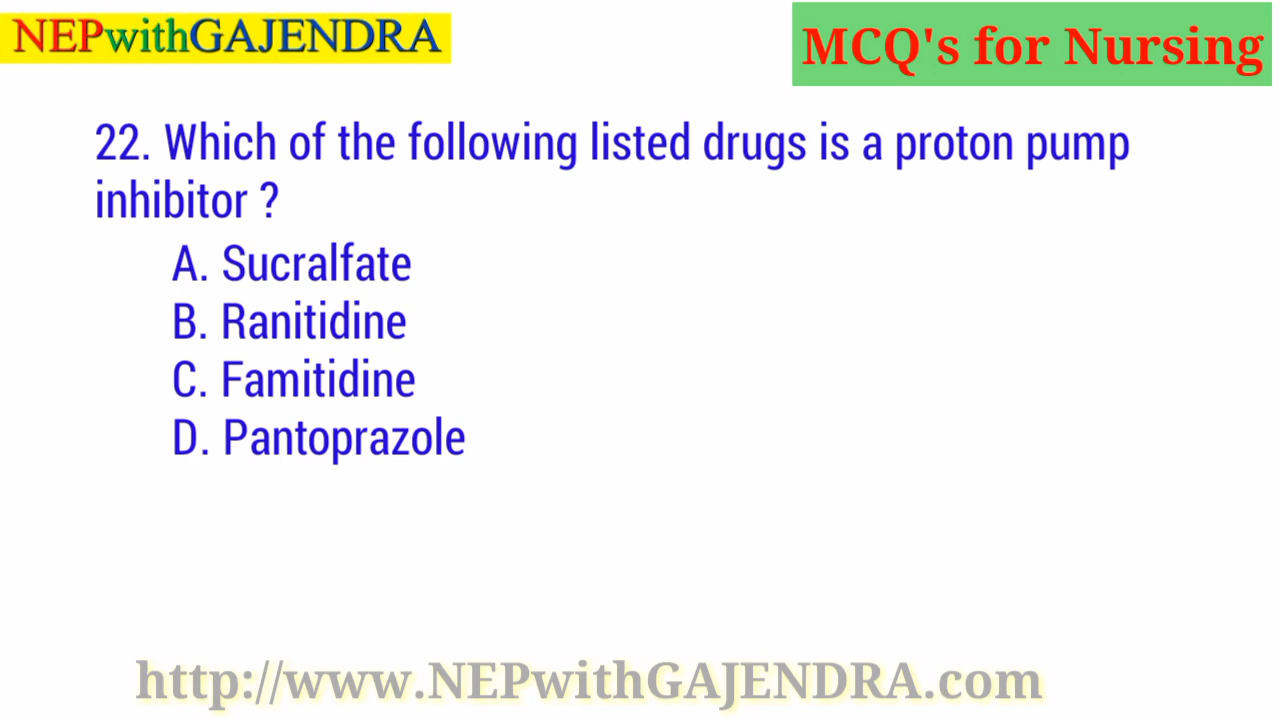 NEPwithGAJENDRA
MCQ's for Nursing
22. Which of the following listed drugs is a proton pump
inhibitor ?
A. Sucralfate
B. Ranitidine
C. Famitidine
D. Pantoprazole
http://www.NEPwithGAJENDRA.com